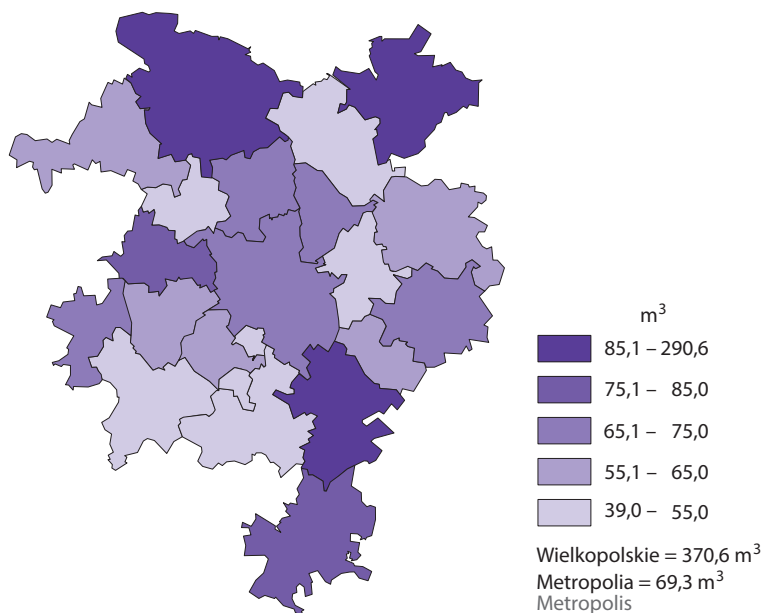 m³
85,1 – 290,6
75,1 – 85,0
65,1 – 75,0
55,1 – 65,0
39,0 – 55,0
Wielkopolskie = 370,6 m³
Metropolia = 69,3 m³
Metropolis